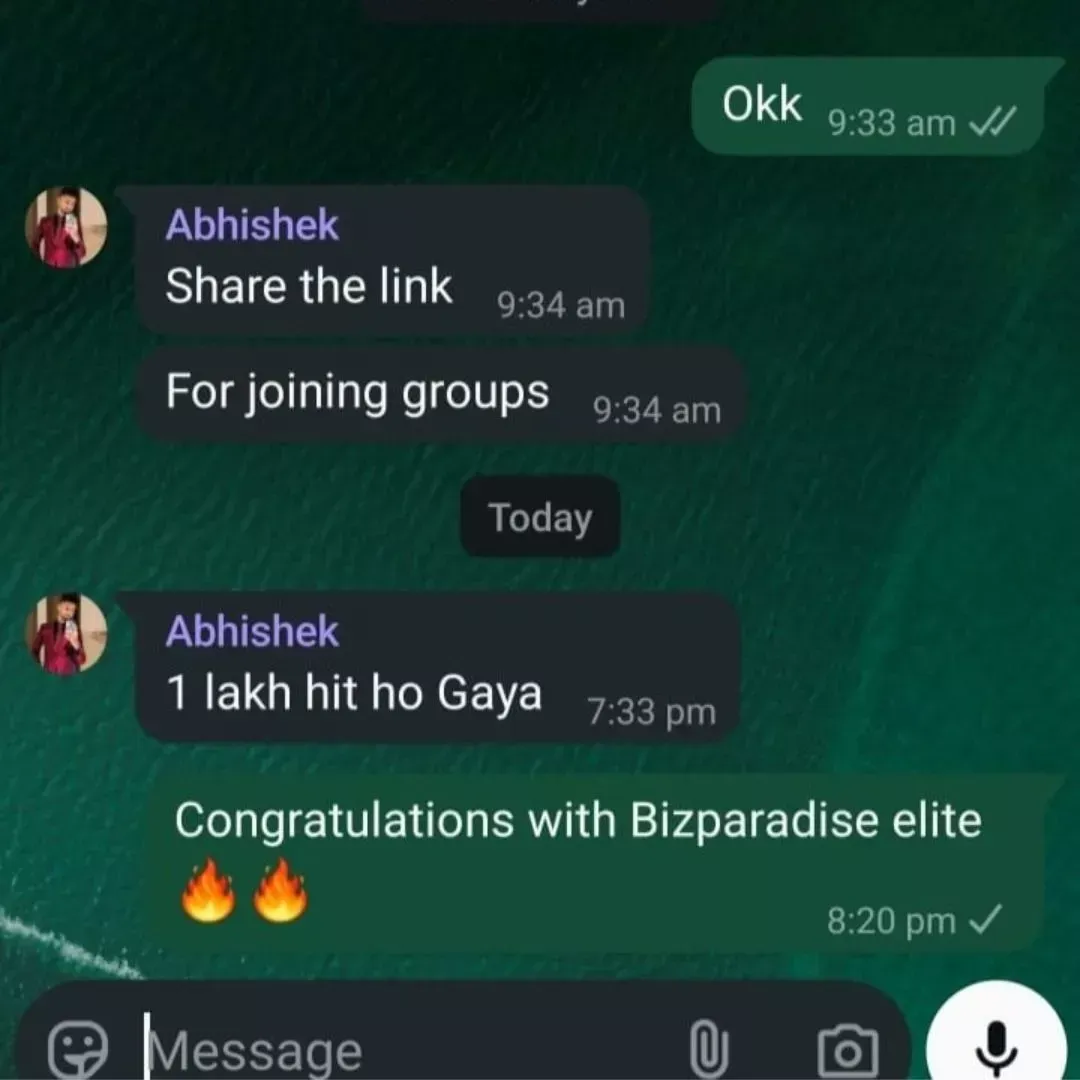 Okk 9:33 am
Abhishek
Share the link 9:34 am
For joining groups 9:34 am
Today
Abhishek
1 lakh hit ho Gaya 7:33 pm
Congratulations with Bizparadise elite
🔥🔥
8:20 pm
Message